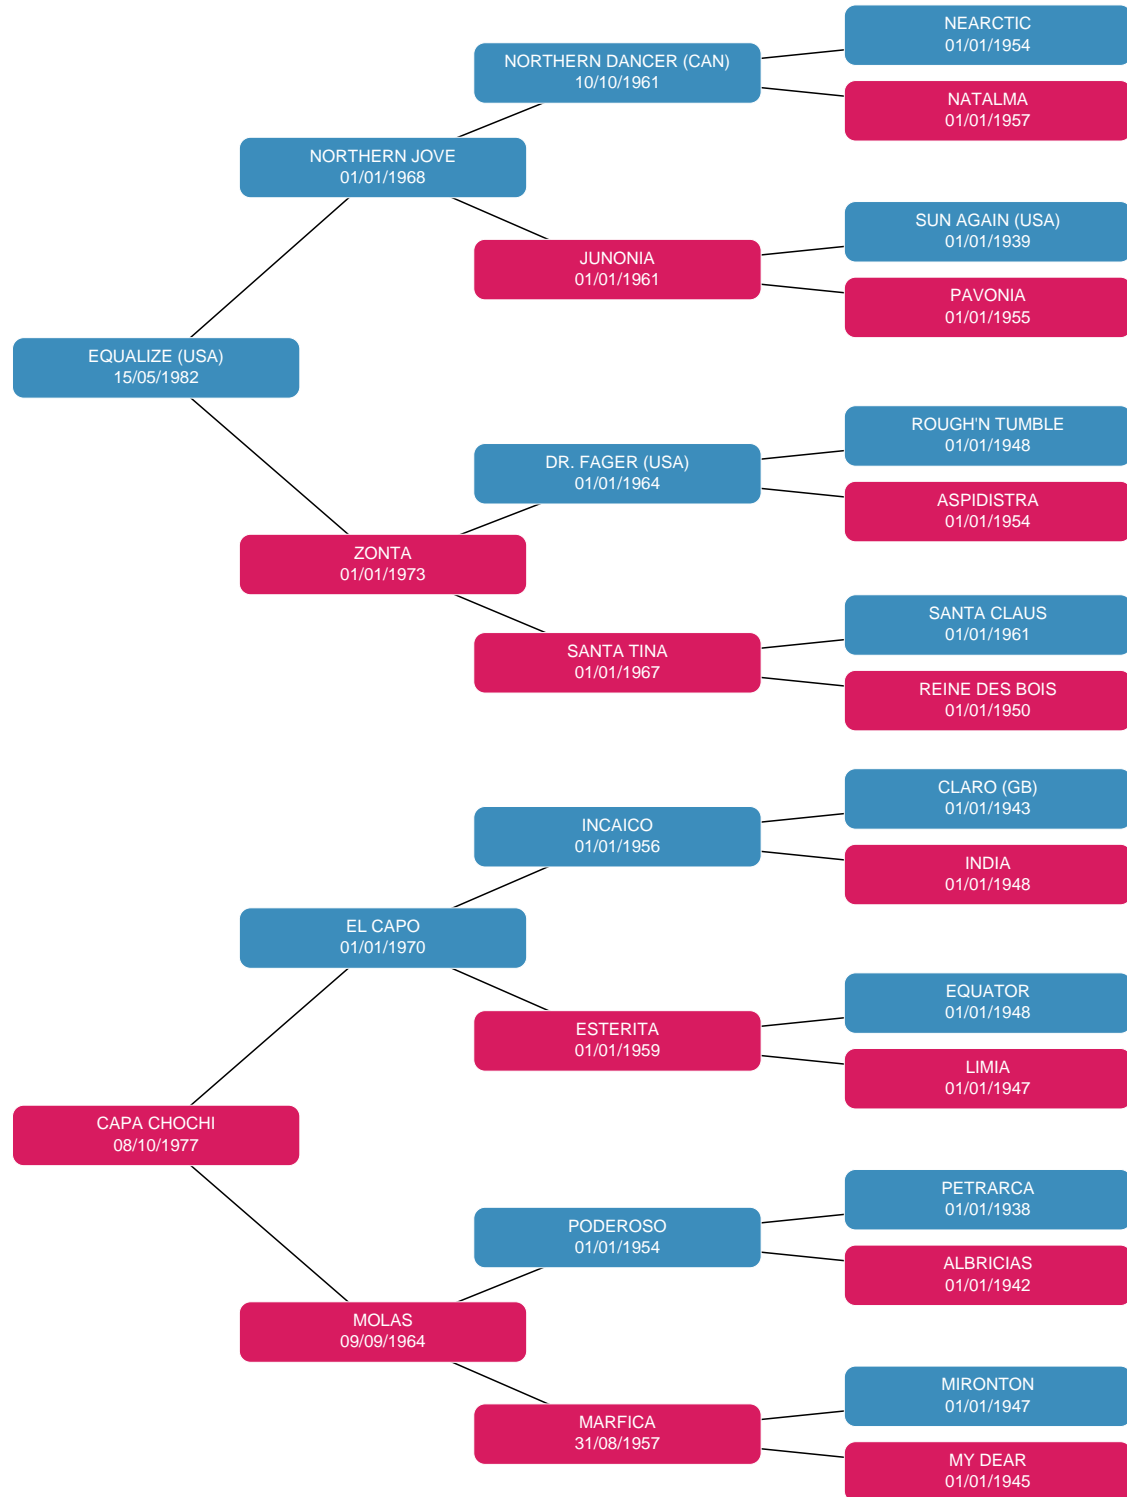 NEARCTIC
01/01/1954
NORTHERN DANCER (CAN)
10/10/1961
NATALMA
01/01/1957
NORTHERN JOVE
01/01/1968
SUN AGAIN (USA)
01/01/1939
JUNONIA
01/01/1961
PAVONIA
01/01/1955
EQUALIZE (USA)
15/05/1982
ROUGH'N TUMBLE
01/01/1948
DR. FAGER (USA)
01/01/1964
ASPIDISTRA
01/01/1954
ZONTA
01/01/1973
SANTA CLAUS
01/01/1961
SANTA TINA
01/01/1967
REINE DES BOIS
01/01/1950
CLARO (GB)
01/01/1943
INCAICO
01/01/1956
INDIA
01/01/1948
EL CAPO
01/01/1970
EQUATOR
01/01/1948
ESTERITA
01/01/1959
LIMIA
01/01/1947
CAPA CHOCHI
08/10/1977
PETRARCA
01/01/1938
PODEROSO
01/01/1954
ALBRICIAS
01/01/1942
MOLAS
09/09/1964
MIRONTON
01/01/1947
MARFICA
31/08/1957
MY DEAR
01/01/1945